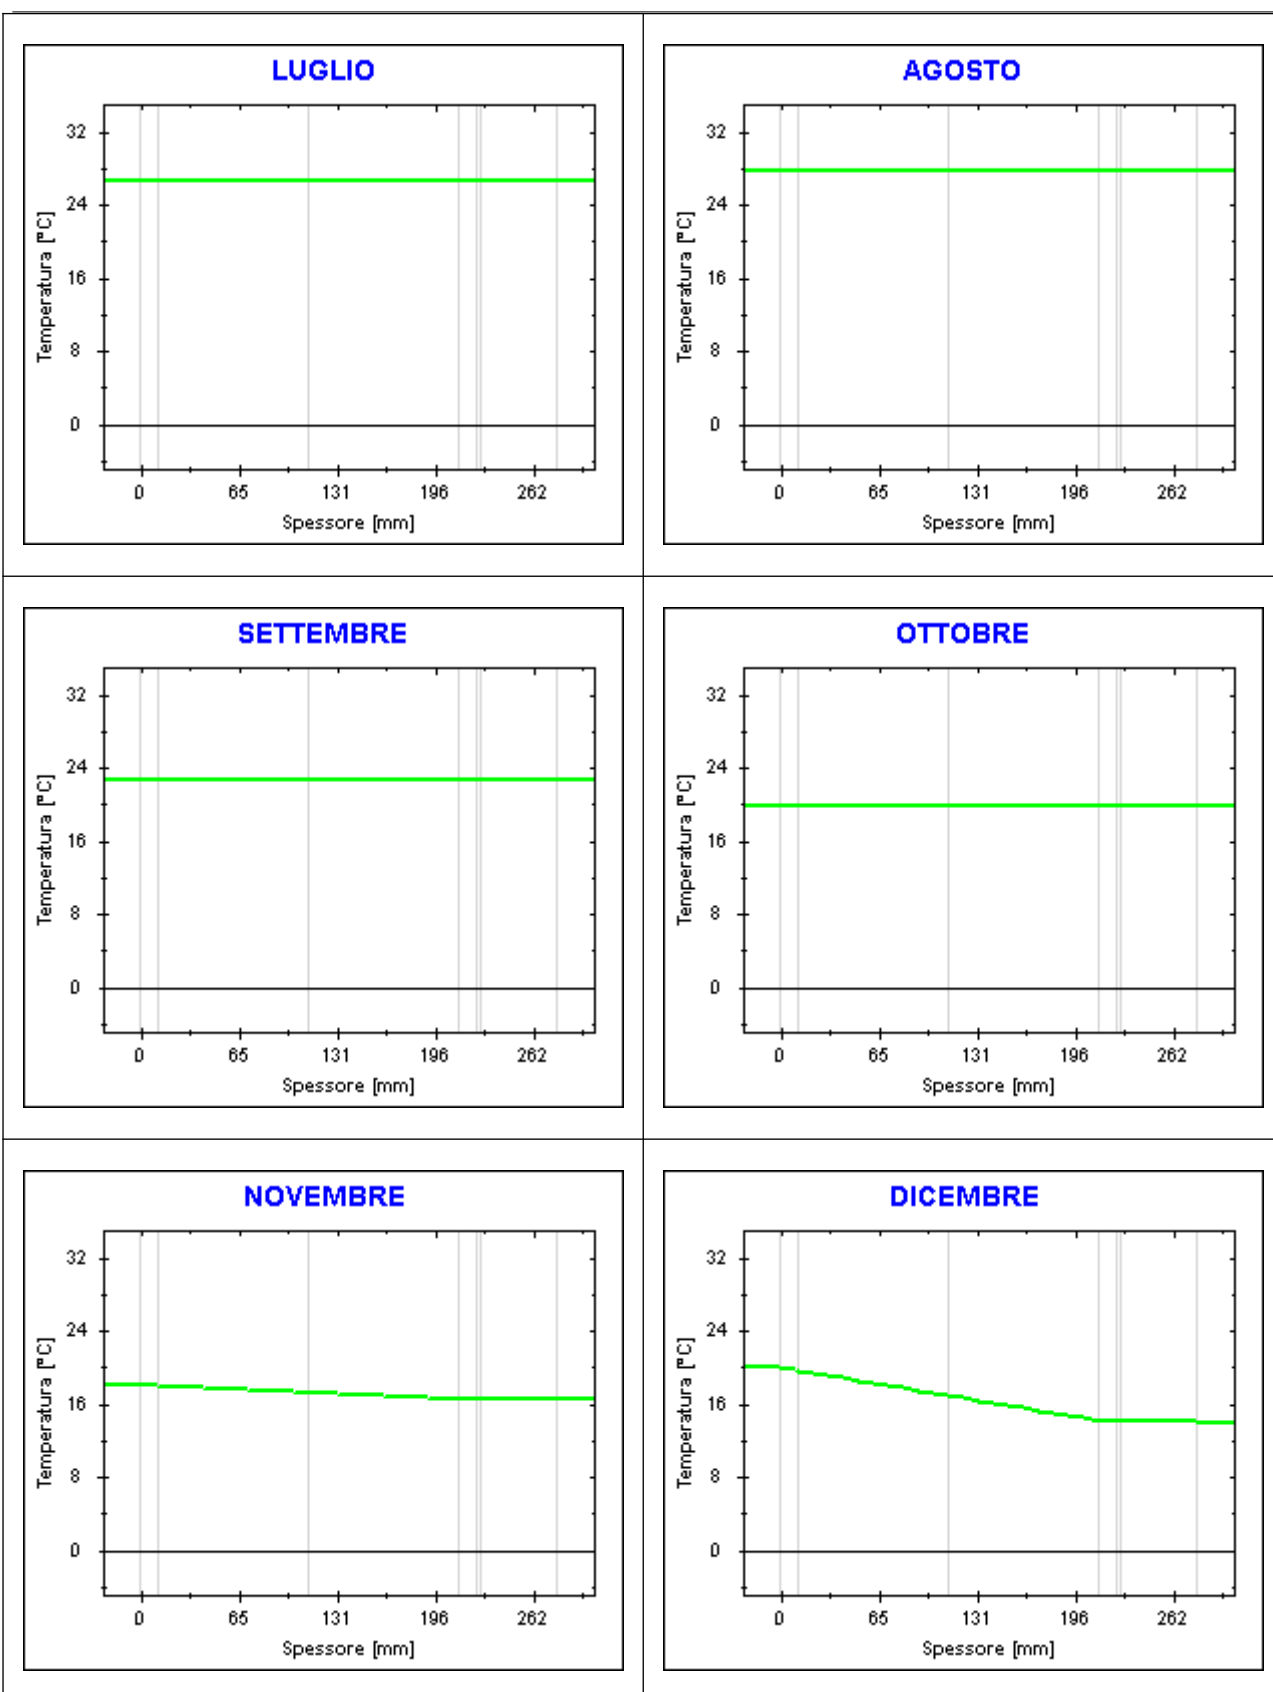 LUGLIO
32
24
16
8
0
Temperatura [°C]
0 65 131 196 262
Spessore [mm]
AGOSTO
32
24
16
8
0
Temperatura [°C]
0 65 131 196 262
Spessore [mm]
SETTEMBRE
32
24
16
8
0
Temperatura [°C]
0 65 131 196 262
Spessore [mm]
OTTOBRE
32
24
16
8
0
Temperatura [°C]
0 65 131 196 262
Spessore [mm]
NOVEMBRE
32
24
16
8
0
Temperatura [°C]
0 65 131 196 262
Spessore [mm]
DICEMBRE
32
24
16
8
0
Temperatura [°C]
0 65 131 196 262
Spessore [mm]